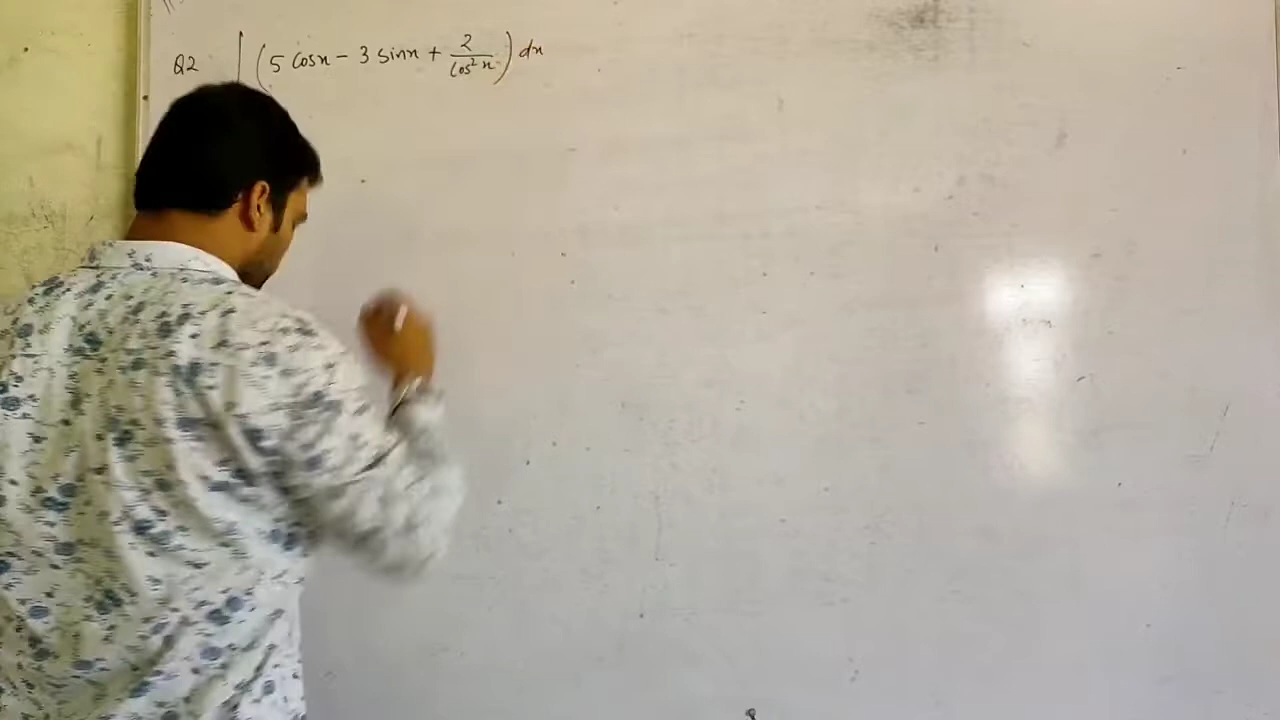 Q2 ∫ (5 cosx - 3 sinx + 2/cos²x) dx